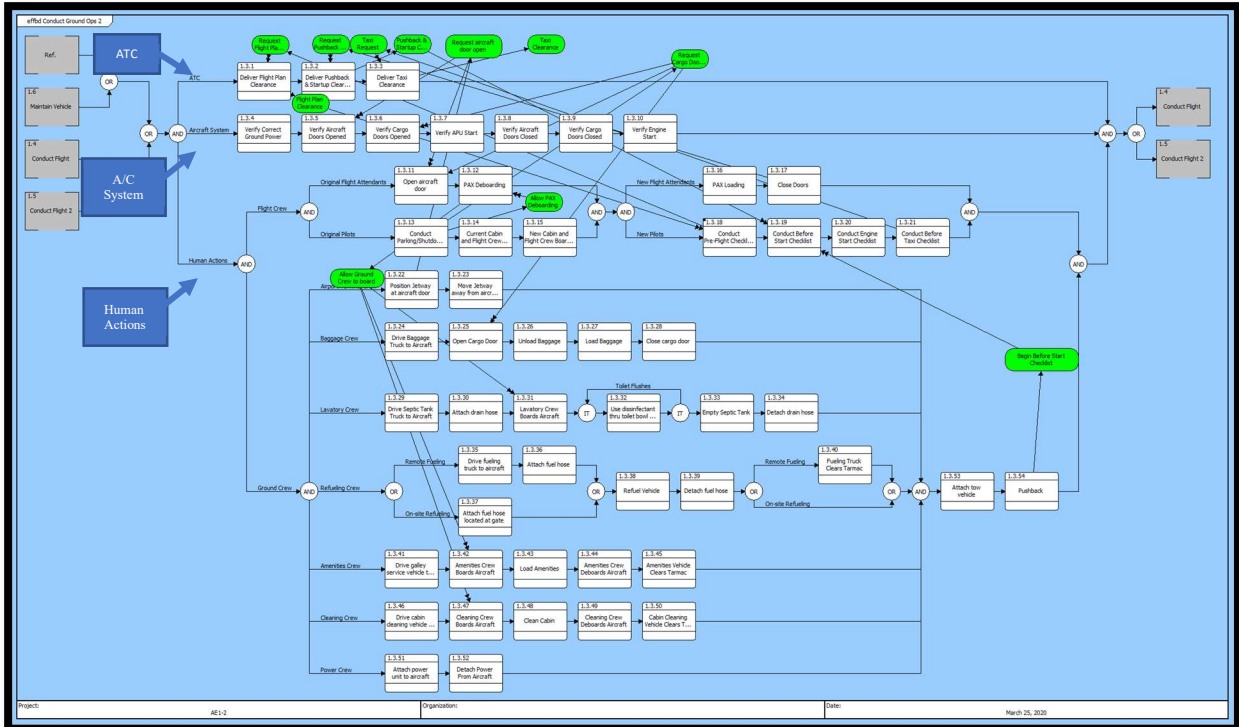 effbd Conduct Ground Ops 2
Ref.
ATC
OR
1.6
Maintain Vehicle
1.4
Conduct Flight
1.5
Conduct Flight 2
A/C
System
Human
Actions
OR
AND
ATC
Aircraft System
Human Actions
Request
Flight Pla...
Request
Pushback ...
Taxi
Request
Pushback &
Startup C...
Request aircraft
door open
Taxi
Clearance
Request
Cargo Doo...
1.3.1
Deliver Flight Plan
Clearance
1.3.2
Deliver Pushback
& Startup Clear...
1.3.3
Deliver Taxi
Clearance
Flight Plan
Clearance
1.3.4
Verify Correct
Ground Power
1.3.5
Verify Aircraft
Doors Opened
1.3.6
Verify Cargo
Doors Opened
1.3.7
Verify APU Start
1.3.8
Verify Aircraft
Doors Closed
1.3.9
Verify Cargo
Doors Closed
1.3.10
Verify Engine
Start
AND
OR
1.4
Conduct Flight
1.5
Conduct Flight 2
AND
Flight Crew
AND
Original Flight Attendants
1.3.11
Open aircraft
door
1.3.12
PAX Deboarding
Allow PAX
Deboarding
Original Pilots
1.3.13
Conduct
Parking/Shutdo...
1.3.14
Current Cabin
and Flight Crew...
1.3.15
New Cabin and
Flight Crew Boar...
AND
AND
New Flight Attendants
1.3.16
PAX Loading
1.3.17
Close Doors
New Pilots
1.3.18
Conduct
Pre-Flight Checkli...
1.3.19
Conduct Before
Start Checklist
1.3.20
Conduct Engine
Start Checklist
1.3.21
Conduct Before
Taxi Checklist
AND
AND
Allow Ground
Crew to board
1.3.22
Position Jetway
at aircraft door
1.3.23
Move Jetway
away from aircr...
Baggage Crew
1.3.24
Drive Baggage
Truck to Aircraft
1.3.25
Open Cargo Door
1.3.26
Unload Baggage
1.3.27
Load Baggage
1.3.28
Close cargo door
Begin Before Start
Checklist
Lavatory Crew
1.3.29
Drive Septic Tank
Truck to Aircraft
1.3.30
Attach drain hose
1.3.31
Lavatory Crew
Boards Aircraft
Toilet Flushes
IT
1.3.32
Use dissinfectant
thru toilet bowl ...
IT
1.3.33
Empty Septic Tank
1.3.34
Detach drain hose
Ground Crew
AND
Refueling Crew
OR
Remote Fueling
1.3.35
Drive fueling
truck to aircraft
1.3.36
Attach fuel hose
On-site Refueling
1.3.37
Attach fuel hose
located at gate
OR
1.3.38
Refuel Vehicle
1.3.39
Detach fuel hose
OR
Remote Fueling
1.3.40
Fueling Truck
Clears Tarmac
On-site Refueling
OR
AND
1.3.53
Attach tow
vehicle
1.3.54
Pushback
Amenities Crew
1.3.41
Drive galley
service vehicle t...
1.3.42
Amenities Crew
Boards Aircraft
1.3.43
Load Amenities
1.3.44
Amenities Crew
Deboards Aircraft
1.3.45
Amenities Vehicle
Clears Tarmac
Cleaning Crew
1.3.46
Drive cabin
cleaning vehicle ...
1.3.47
Cleaning Crew
Boards Aircraft
1.3.48
Clean Cabin
1.3.49
Cleaning Crew
Deboards Aircraft
1.3.50
Cabin Cleaning
Vehicle Clears T...
Power Crew
1.3.51
Attach power
unit to aircraft
1.3.52
Detach Power
From Aircraft
Project:
AE1-2
Organization:
Date:
March 25, 2020